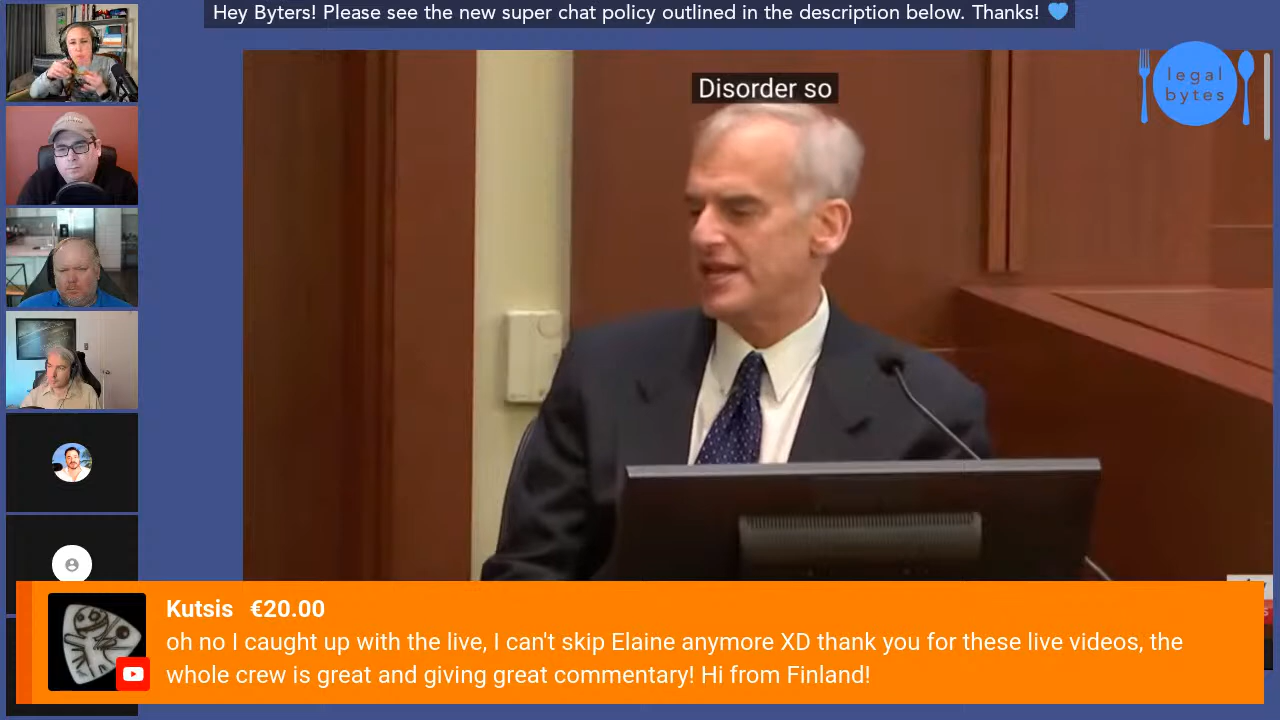 Hey Byters! Please see the new super chat policy outlined in the description below. Thanks! 💙
legal
bytes
Disorder so
Kutsis €20.00
oh no I caught up with the live, I can't skip Elaine anymore XD thank you for these live videos, the
whole crew is great and giving great commentary! Hi from Finland!